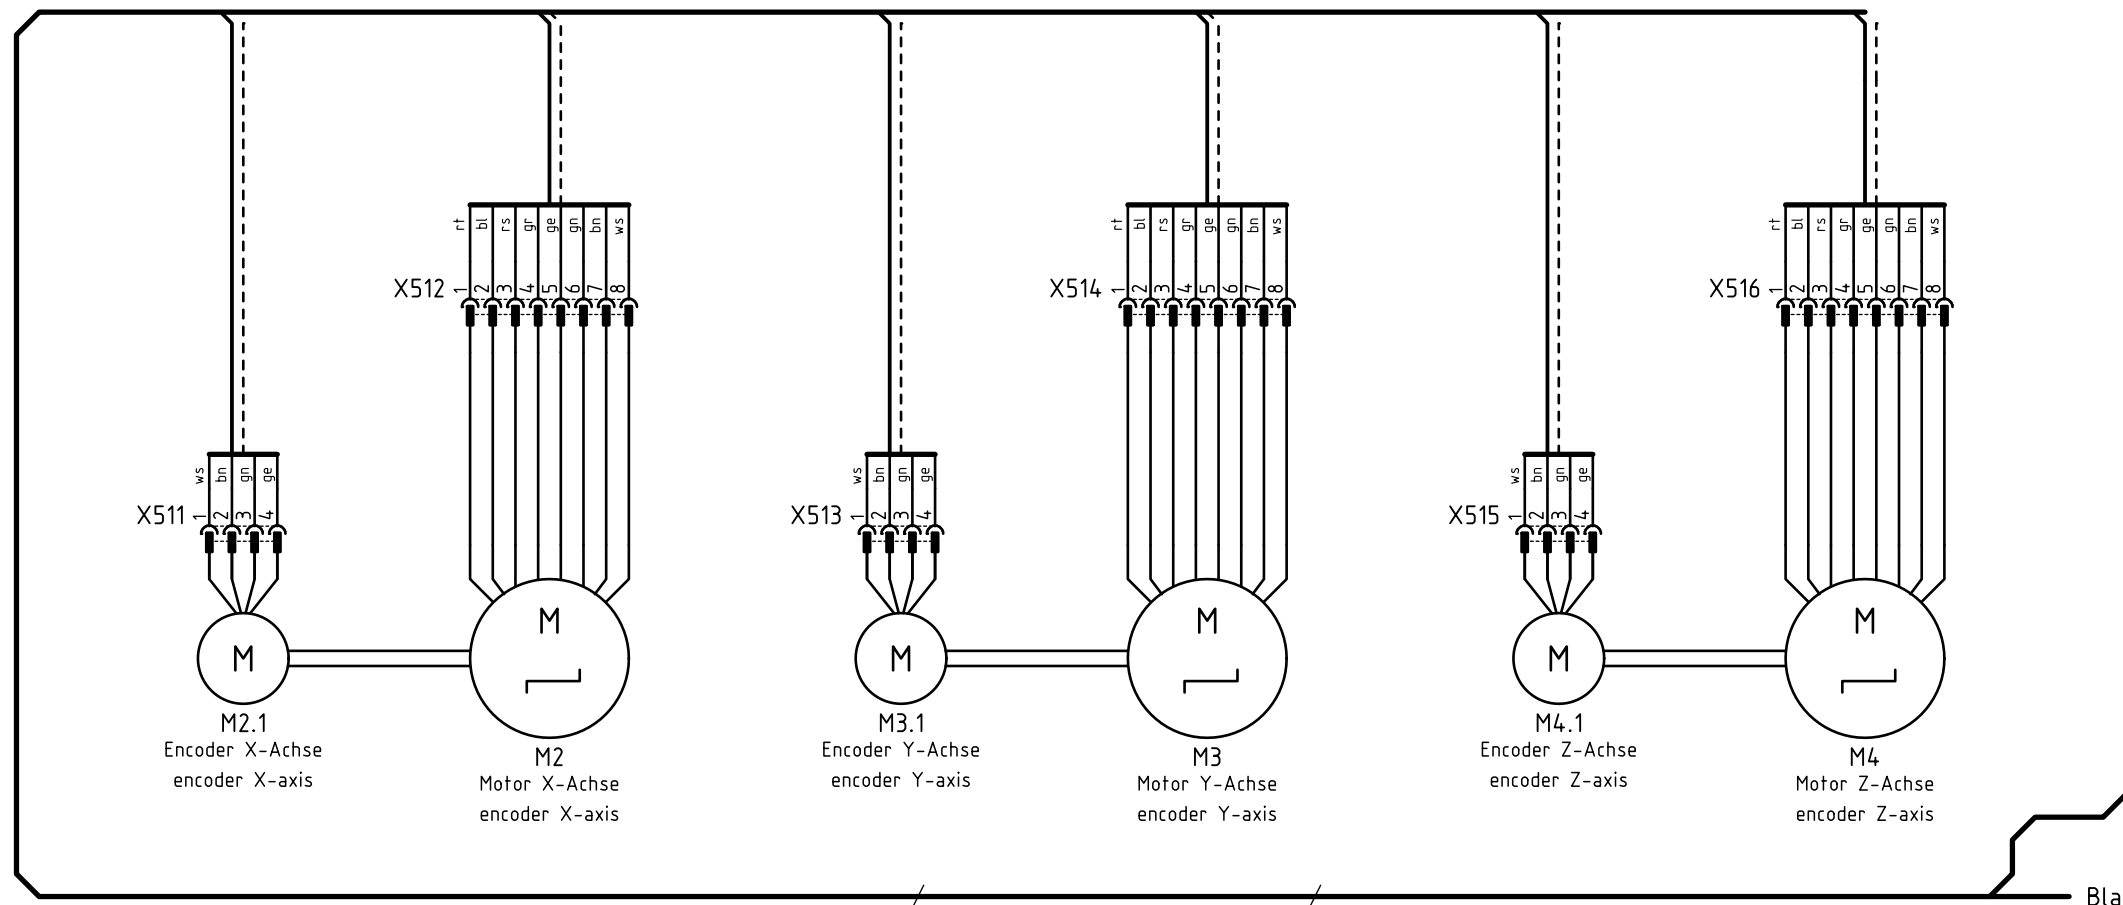 rt bl rs gr ge gn bn ws
X512 1 2 3 4 5 6 7 8
rt bl rs gr ge gn bn ws
X514 1 2 3 4 5 6 7 8
rt bl rs gr ge gn bn ws
X516 1 2 3 4 5 6 7 8
ws bn gn ge
X511 1 2 3 4
ws bn gn ge
X513 1 2 3 4
ws bn gn ge
X515 1 2 3 4
M
M
M2.1
Encoder X-Achse
encoder X-axis
M2
Motor X-Achse
encoder X-axis
M
M
M3.1
Encoder Y-Achse
encoder Y-axis
M3
Motor Y-Achse
encoder Y-axis
M
M
M4.1
Encoder Z-Achse
encoder Z-axis
M4
Motor Z-Achse
encoder Z-axis